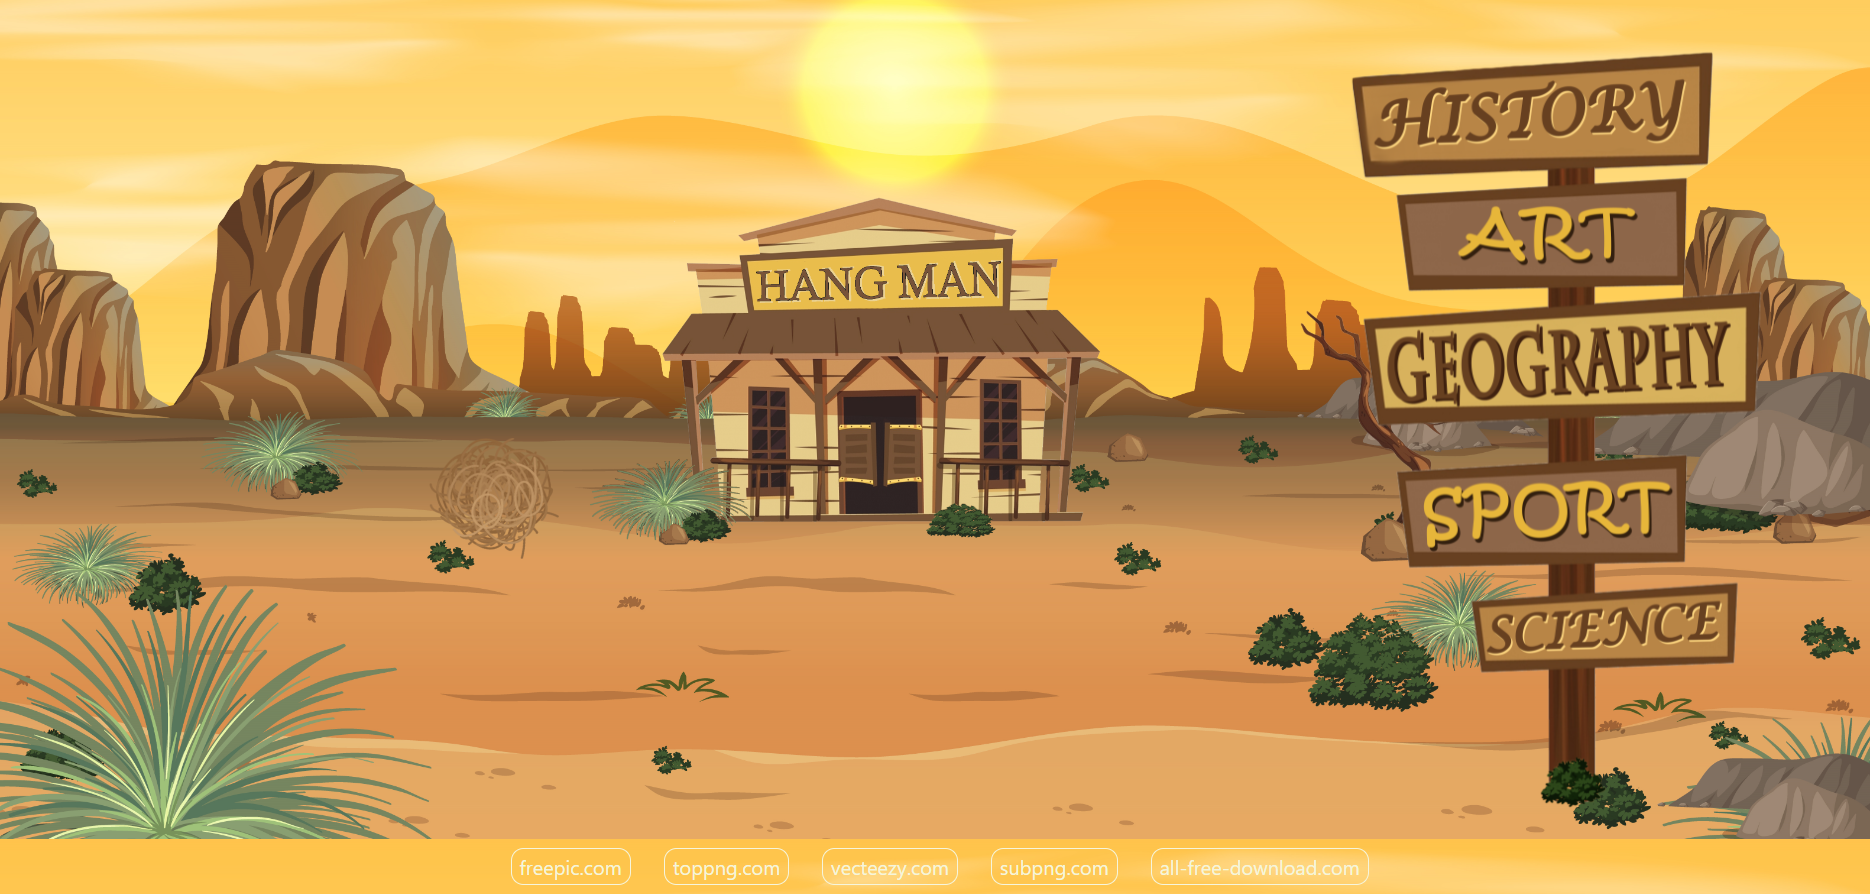 HANG MAN
HISTORY
ART
GEOGRAPHY
SPORT
SCIENCE
freepic.com
toppng.com
vecteezy.com
subpng.com
all-free-download.com